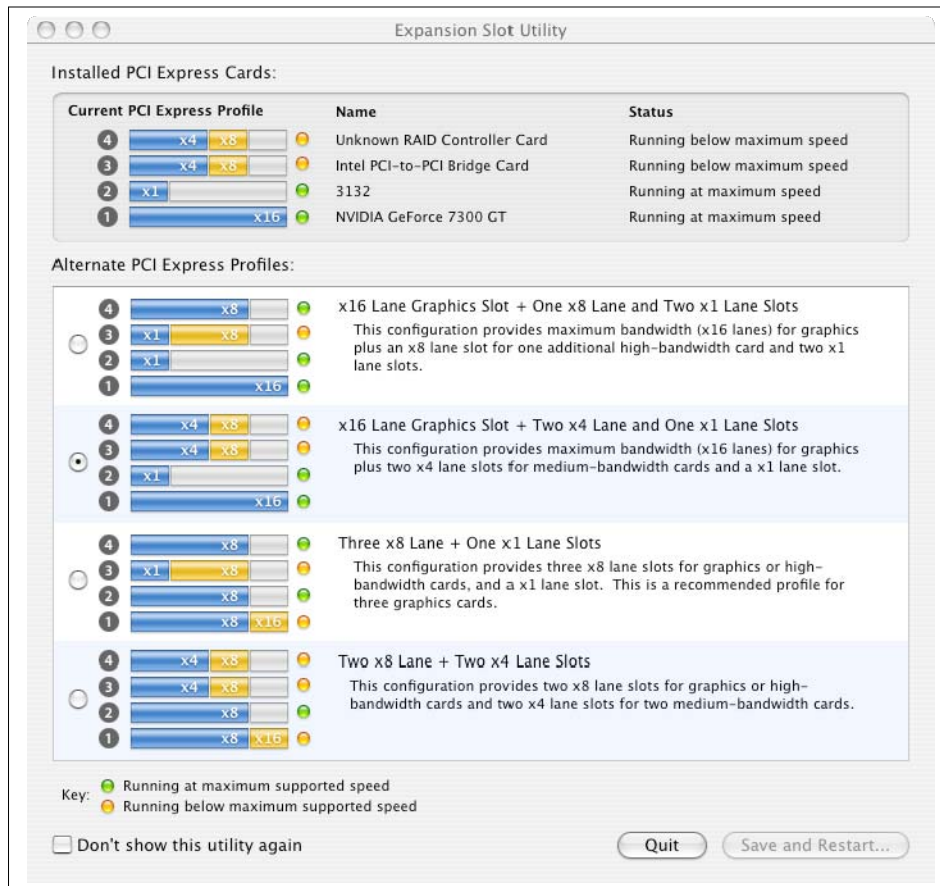 Expansion Slot Utility
Installed PCI Express Cards:
Current PCI Express Profile Name Status
4 x4 x8 Unknown RAID Controller Card Running below maximum speed
3 x4 x8 Intel PCI-to-PCI Bridge Card Running below maximum speed
2 x1 3132 Running at maximum speed
1 x16 NVIDIA GeForce 7300 GT Running at maximum speed
Alternate PCI Express Profiles:
4 x8
3 x1 x8
2 x1
1 x16
x16 Lane Graphics Slot + One x8 Lane and Two x1 Lane Slots
This configuration provides maximum bandwidth (x16 lanes) for graphics
plus an x8 lane slot for one additional high-bandwidth card and two x1
lane slots.
4 x4 x8
3 x4 x8
2 x1
1 x16
x16 Lane Graphics Slot + Two x4 Lane and One x1 Lane Slots
This configuration provides maximum bandwidth (x16 lanes) for graphics
plus two x4 lane slots for medium-bandwidth cards and a x1 lane slot.
4 x8
3 x1 x8
2 x8
1 x8 x16
Three x8 Lane + One x1 Lane Slots
This configuration provides three x8 lane slots for graphics or high-
bandwidth cards, and a x1 lane slot. This is a recommended profile for
three graphics cards.
4 x4 x8
3 x4 x8
2 x8
1 x8 x16
Two x8 Lane + Two x4 Lane Slots
This configuration provides two x8 lane slots for graphics or high-
bandwidth cards and two x4 lane slots for two medium-bandwidth cards.
Key: Running at maximum supported speed
Running below maximum supported speed
Don't show this utility again
Quit
Save and Restart...